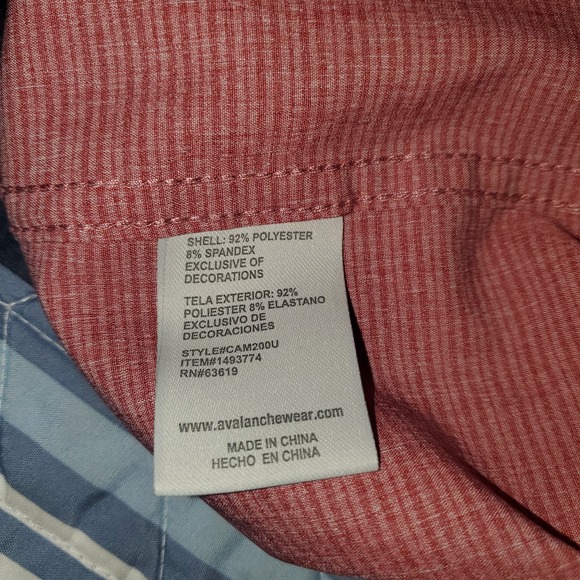 SHELL: 92% POLYESTER
8% SPANDEX
EXCLUSIVE OF
DECORATIONS
TELA EXTERIOR: 92%
POLIESTER 8% ELASTANO
EXCLUSIVO DE
DECORACIONES
STYLE#CAM200U
ITEM#1493774
RN#63619
www.avalanchewear.com
MADE IN CHINA
HECHO EN CHINA